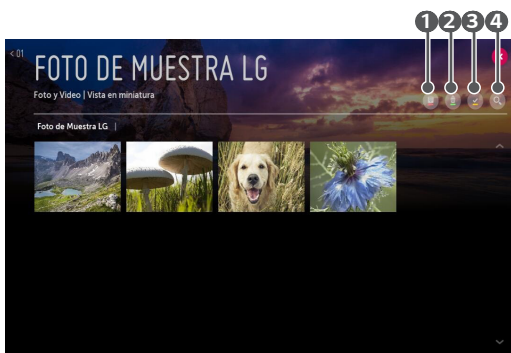 1 2 3 4
< 01
FOTO DE MUESTRA LG
Foto y Video | Vista en miniatura
Foto de Muestra LG |